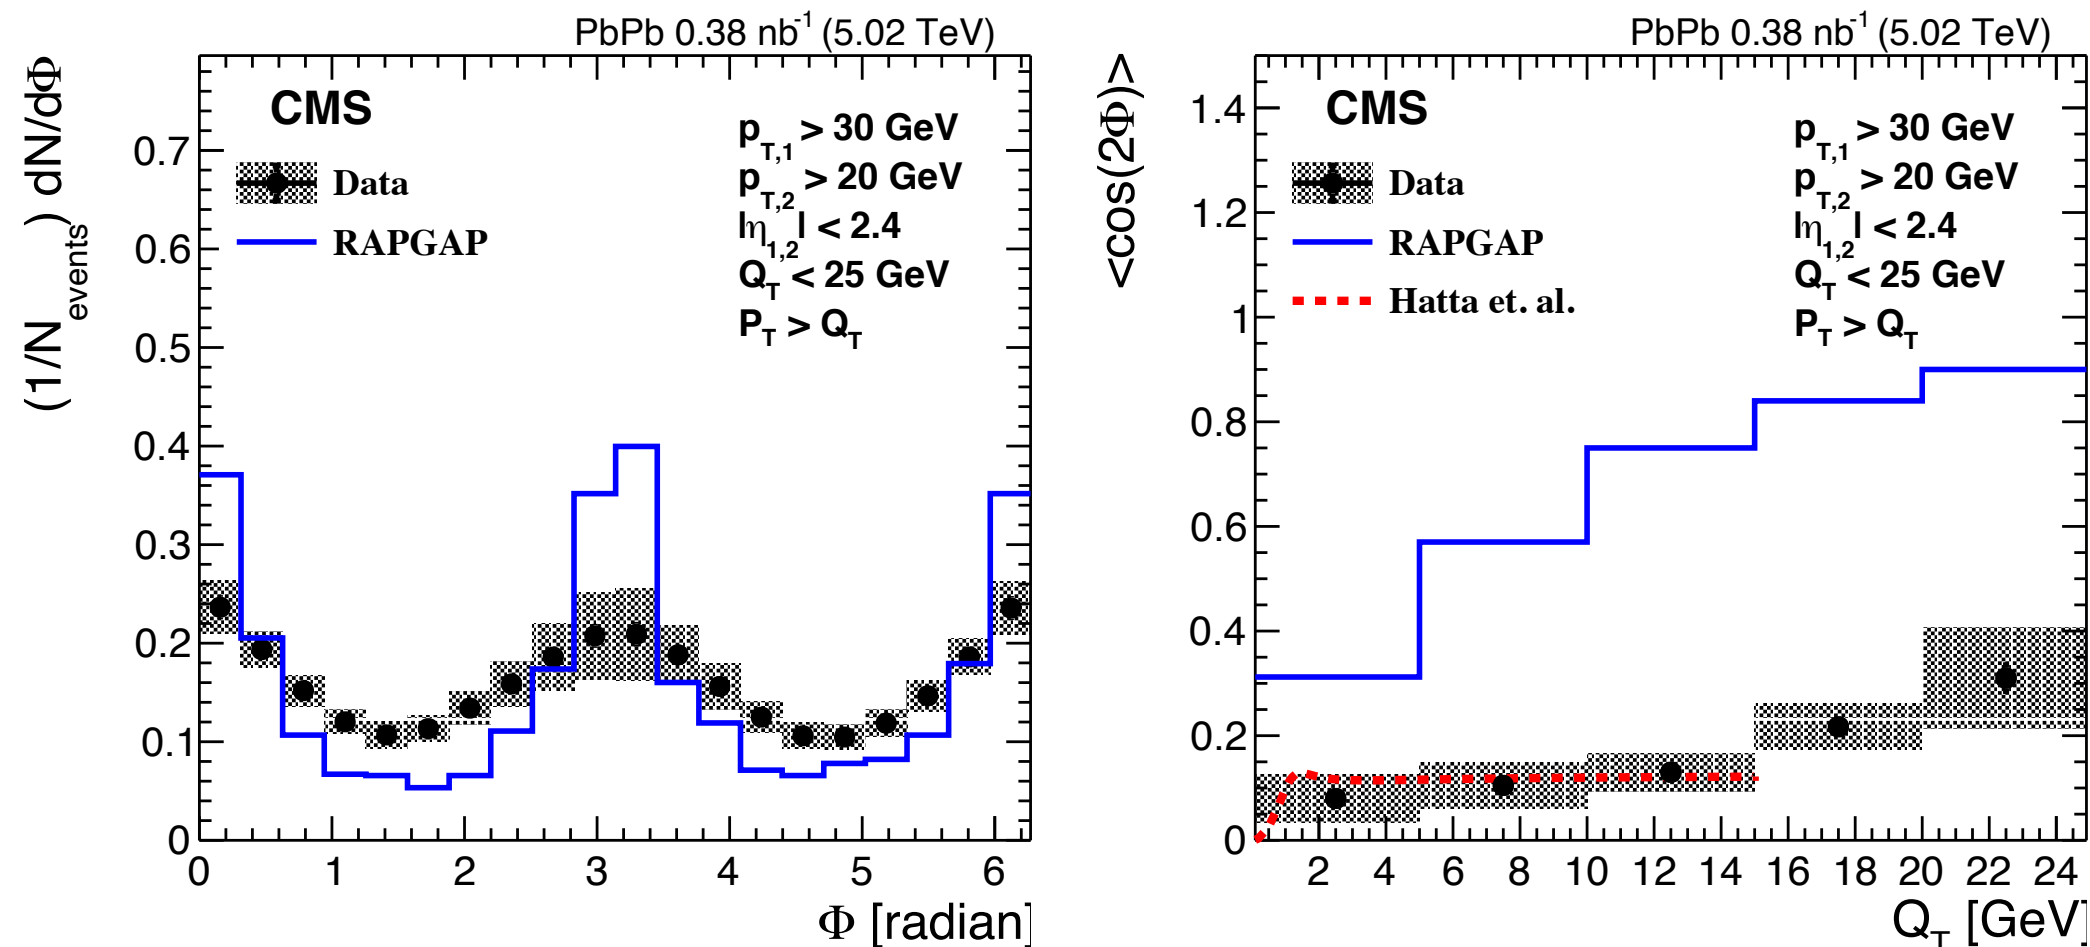 PbPb 0.38 nb-1 (5.02 TeV)
(1/Nevents) dN/dΦ
CMS
Data
RAPGAP
pT,1 > 30 GeV
pT,2 > 20 GeV
|η1,2| < 2.4
QT < 25 GeV
PT > QT
0.7
0.6
0.5
0.4
0.3
0.2
0.1
0
0 1 2 3 4 5 6
Φ [radian]
PbPb 0.38 nb-1 (5.02 TeV)
<cos(2Φ)>
CMS
Data
RAPGAP
Hatta et. al.
pT,1 > 30 GeV
pT,2 > 20 GeV
|η1,2| < 2.4
QT < 25 GeV
PT > QT
1.4
1.2
1
0.8
0.6
0.4
0.2
0
2 4 6 8 10 12 14 16 18 20 22 24
QT [GeV]